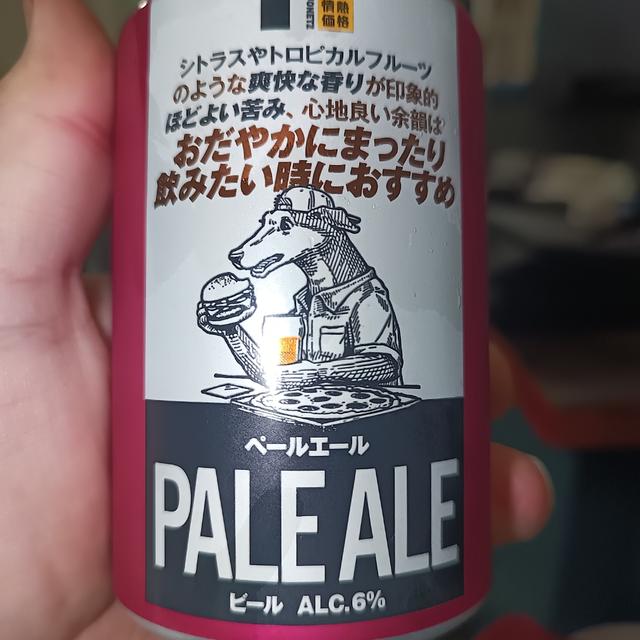 情熱
価格
シトラスやトロピカルフルーツ
のような爽快な香りが印象的
ほどよい苦み、心地良い余韻は
おだやかにまったり
飲みたい時におすすめ
ペールエール
PALE ALE
ビール ALC.6%